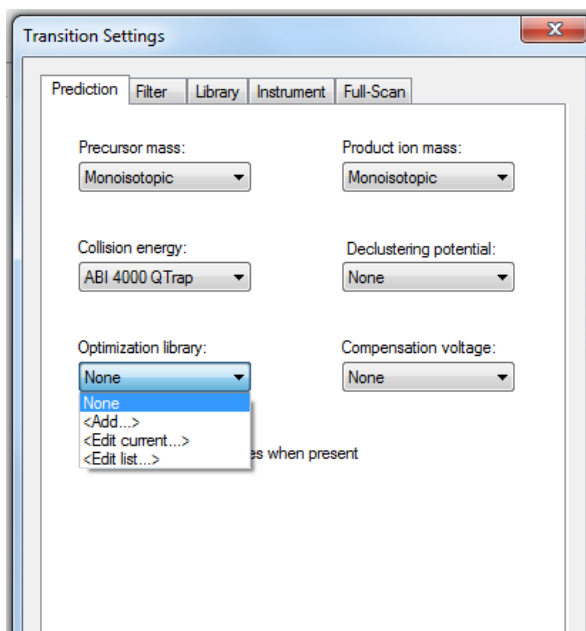 Transition Settings
Prediction Filter Library Instrument Full-Scan
Precursor mass: Product ion mass:
Monoisotopic Monoisotopic
Collision energy: Declustering potential:
ABI 4000 QTrap None
Optimization library: Compensation voltage:
None None
None
<Add...>
<Edit current...>
<Edit list...>
when present